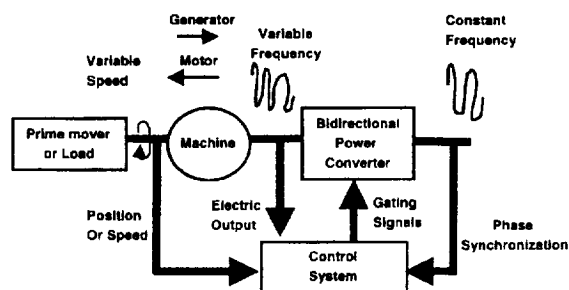 Generator
Motor
Variable
Speed
Variable
Frequency
Constant
Frequency
Prime mover
or Load
Machine
Bidirectional
Power
Converter
Position
Or Speed
Electric
Output
Gating
Signals
Phase
Synchronization
Control
System